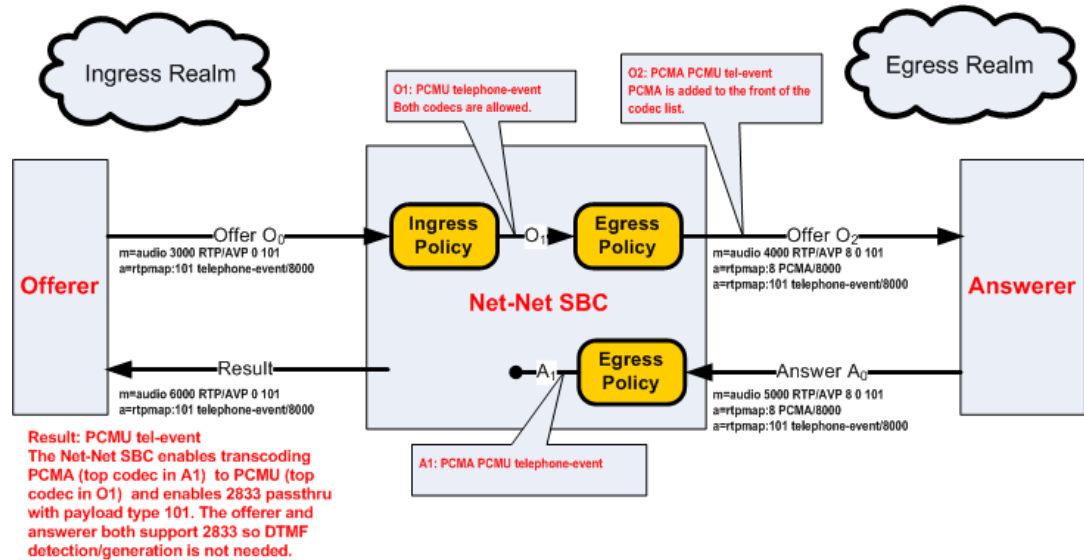 Ingress Realm
Egress Realm
O1: PCMU telephone-event
Both codecs are allowed.
O2: PCMA PCMU tel-event
PCMA is added to the front of the
codec list.
Offerer
Offer O₀
m=audio 3000 RTP/AVP 0 101
a=rtpmap:101 telephone-event/8000
Ingress
Policy
O₁
Egress
Policy
Offer O₂
m=audio 4000 RTP/AVP 8 0 101
a=rtpmap:8 PCMA/8000
a=rtpmap:101 telephone-event/8000
Answerer
Net-Net SBC
Result
m=audio 6000 RTP/AVP 0 101
a=rtpmap:101 telephone-event/8000
A₁
Egress
Policy
Answer A₀
m=audio 5000 RTP/AVP 8 0 101
a=rtpmap:8 PCMA/8000
a=rtpmap:101 telephone-event/8000
Result: PCMU tel-event
The Net-Net SBC enables transcoding
PCMA (top codec in A1) to PCMU (top
codec in O1) and enables 2833 passthru
with payload type 101. The offerer and
answerer both support 2833 so DTMF
detection/generation is not needed.
A1: PCMA PCMU telephone-event